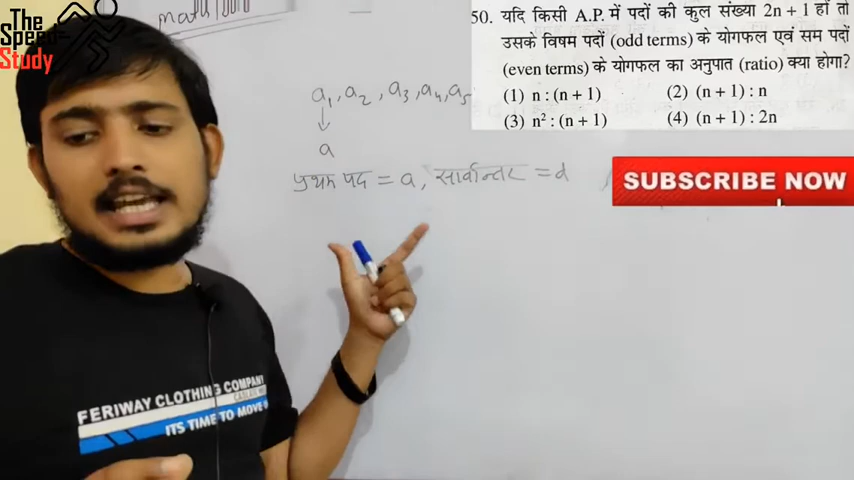 The
Speed
Study
math
50. यदि किसी A.P. में पदों की कुल संख्या 2n + 1 हों तो
उसके विषम पदों (odd terms) के योगफल एवं सम पदों
(even terms) के योगफल का अनुपात (ratio) क्या होगा?
(1) n : (n + 1) (2) (n + 1) : n
(3) n² : (n + 1) (4) (n + 1) : 2n
a₁, a₂, a₃, a₄, a₅
↓
a
प्रथम पद = a, सार्वान्तर = d
SUBSCRIBE NOW
FERIWAY CLOTHING COMPANY
ITS TIME TO MOVE